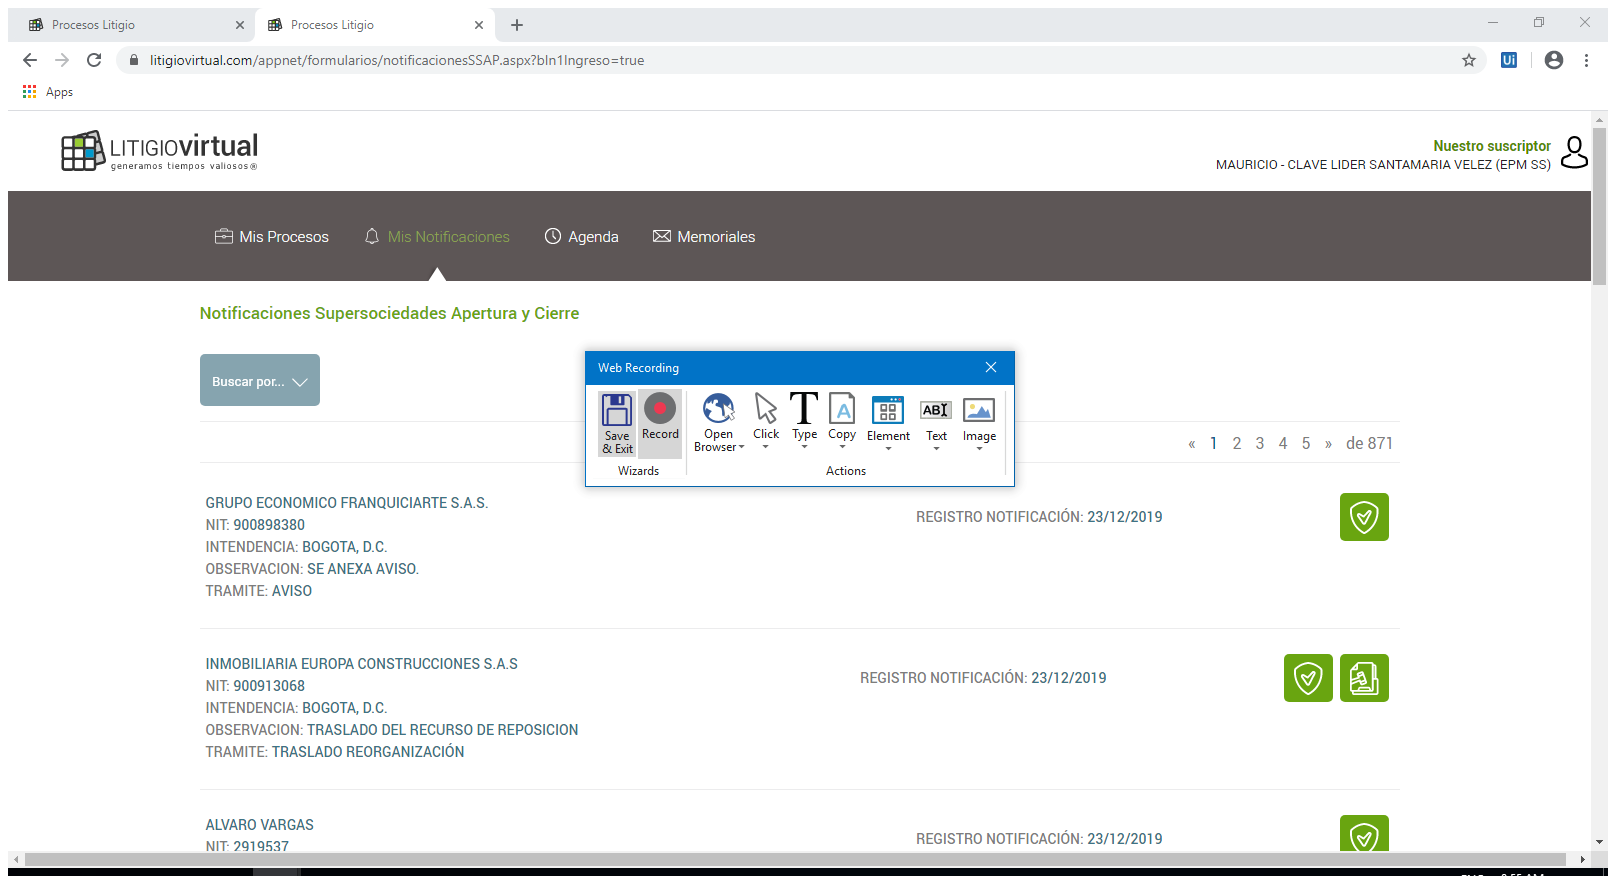 Procesos Litigio
Procesos Litigio
litigiovirtual.com/appnet/formularios/notificacionesSSAP.aspx?bln1Ingreso=true
Ui
Apps
LITIGIOvirtual
generamos tiempos valiosos®
Nuestro suscriptor
MAURICIO - CLAVE LIDER SANTAMARIA VELEZ (EPM SS)
Mis Procesos
Mis Notificaciones
Agenda
Memoriales
Notificaciones Supersociedades Apertura y Cierre
Buscar por...
Web Recording
Save & Exit
Record
Open Browser
Click
Type
Copy
Element
Text
Image
Wizards
Actions
« 1 2 3 4 5 » de 871
GRUPO ECONOMICO FRANQUICIARTE S.A.S.
NIT: 900898380
INTENDENCIA: BOGOTA, D.C.
OBSERVACION: SE ANEXA AVISO.
TRAMITE: AVISO
REGISTRO NOTIFICACIÓN: 23/12/2019
INMOBILIARIA EUROPA CONSTRUCCIONES S.A.S
NIT: 900913068
INTENDENCIA: BOGOTA, D.C.
OBSERVACION: TRASLADO DEL RECURSO DE REPOSICION
TRAMITE: TRASLADO REORGANIZACIÓN
REGISTRO NOTIFICACIÓN: 23/12/2019
ALVARO VARGAS
NIT: 2919537
REGISTRO NOTIFICACIÓN: 23/12/2019